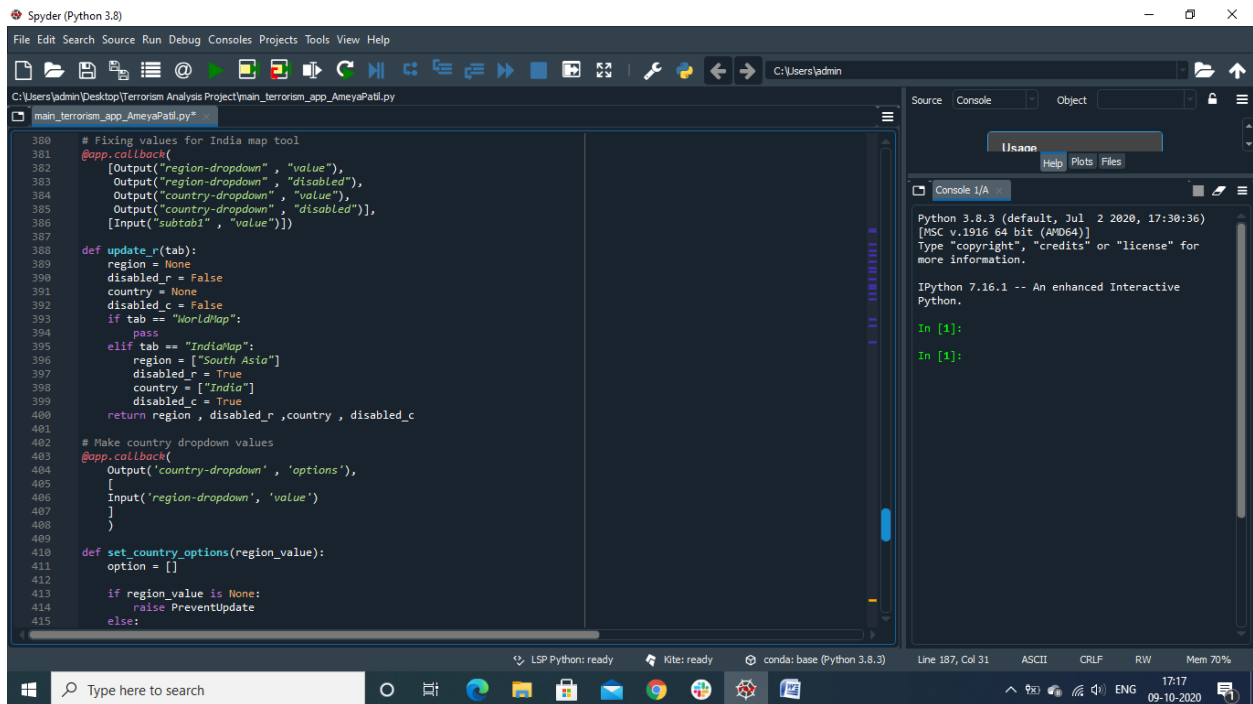 Spyder (Python 3.8)
File Edit Search Source Run Debug Consoles Projects Tools View Help
C:\Users\admin
C:\Users\admin\Desktop\Terrorism Analysis Project\main_terrorism_app_AmeyaPatil.py
main_terrorism_app_AmeyaPatil.py*
380 # Fixing values for India map tool
381 @app.callback(
382 [Output("region-dropdown" , "value"),
383 Output("region-dropdown" , "disabled"),
384 Output("country-dropdown" , "value"),
385 Output("country-dropdown" , "disabled")],
386 [Input("subtab1" , "value")])
387
388 def update_r(tab):
389 region = None
390 disabled_r = False
391 country = None
392 disabled_c = False
393 if tab == "WorldMap":
394 pass
395 elif tab == "IndiaMap":
396 region = ["South Asia"]
397 disabled_r = True
398 country = ["India"]
399 disabled_c = True
400 return region , disabled_r ,country , disabled_c
401
402 # Make country dropdown values
403 @app.callback(
404 Output('country-dropdown' , 'options'),
405 [
406 Input('region-dropdown', 'value')
407 ]
408 )
409
410 def set_country_options(region_value):
411 option = []
412
413 if region_value is None:
414 raise PreventUpdate
415 else:
Source Console Object
Usage
Help Plots Files
Console 1/A
Python 3.8.3 (default, Jul 2 2020, 17:30:36)
[MSC v.1916 64 bit (AMD64)]
Type "copyright", "credits" or "license" for
more information.
IPython 7.16.1 -- An enhanced Interactive
Python.
In [1]:
In [1]:
LSP Python: ready Kite: ready conda: base (Python 3.8.3) Line 187, Col 31 ASCII CRLF RW Mem 70%
Type here to search
ENG
17:17
09-10-2020